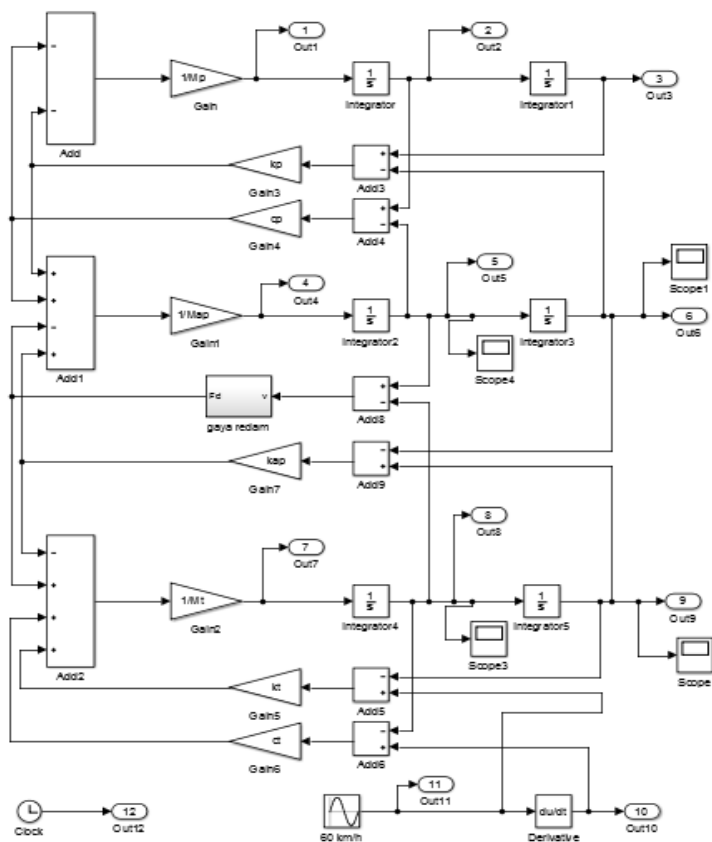 1
Out1
2
Out2
1/Mp
Gain
1
s
Integrator
1
s
Integrator1
3
Out3
Add
kp
Gain3
Add3
cp
Gain4
Add4
5
Out5
Scope1
4
Out4
1/Map
Gain1
1
s
Integrator2
1
s
Integrator3
6
Out6
Add1
Scope4
Fd
v
gaya redam
Add8
kap
Gain7
Add9
8
Out8
7
Out7
1/Mt
Gain2
1
s
Integrator4
1
s
Integrator5
9
Out9
Add2
Scope3
Scope
kt
Gain5
Add5
ct
Gain6
Add6
Clock
12
Out12
60 km/h
11
Out11
du/dt
Derivative
10
Out10